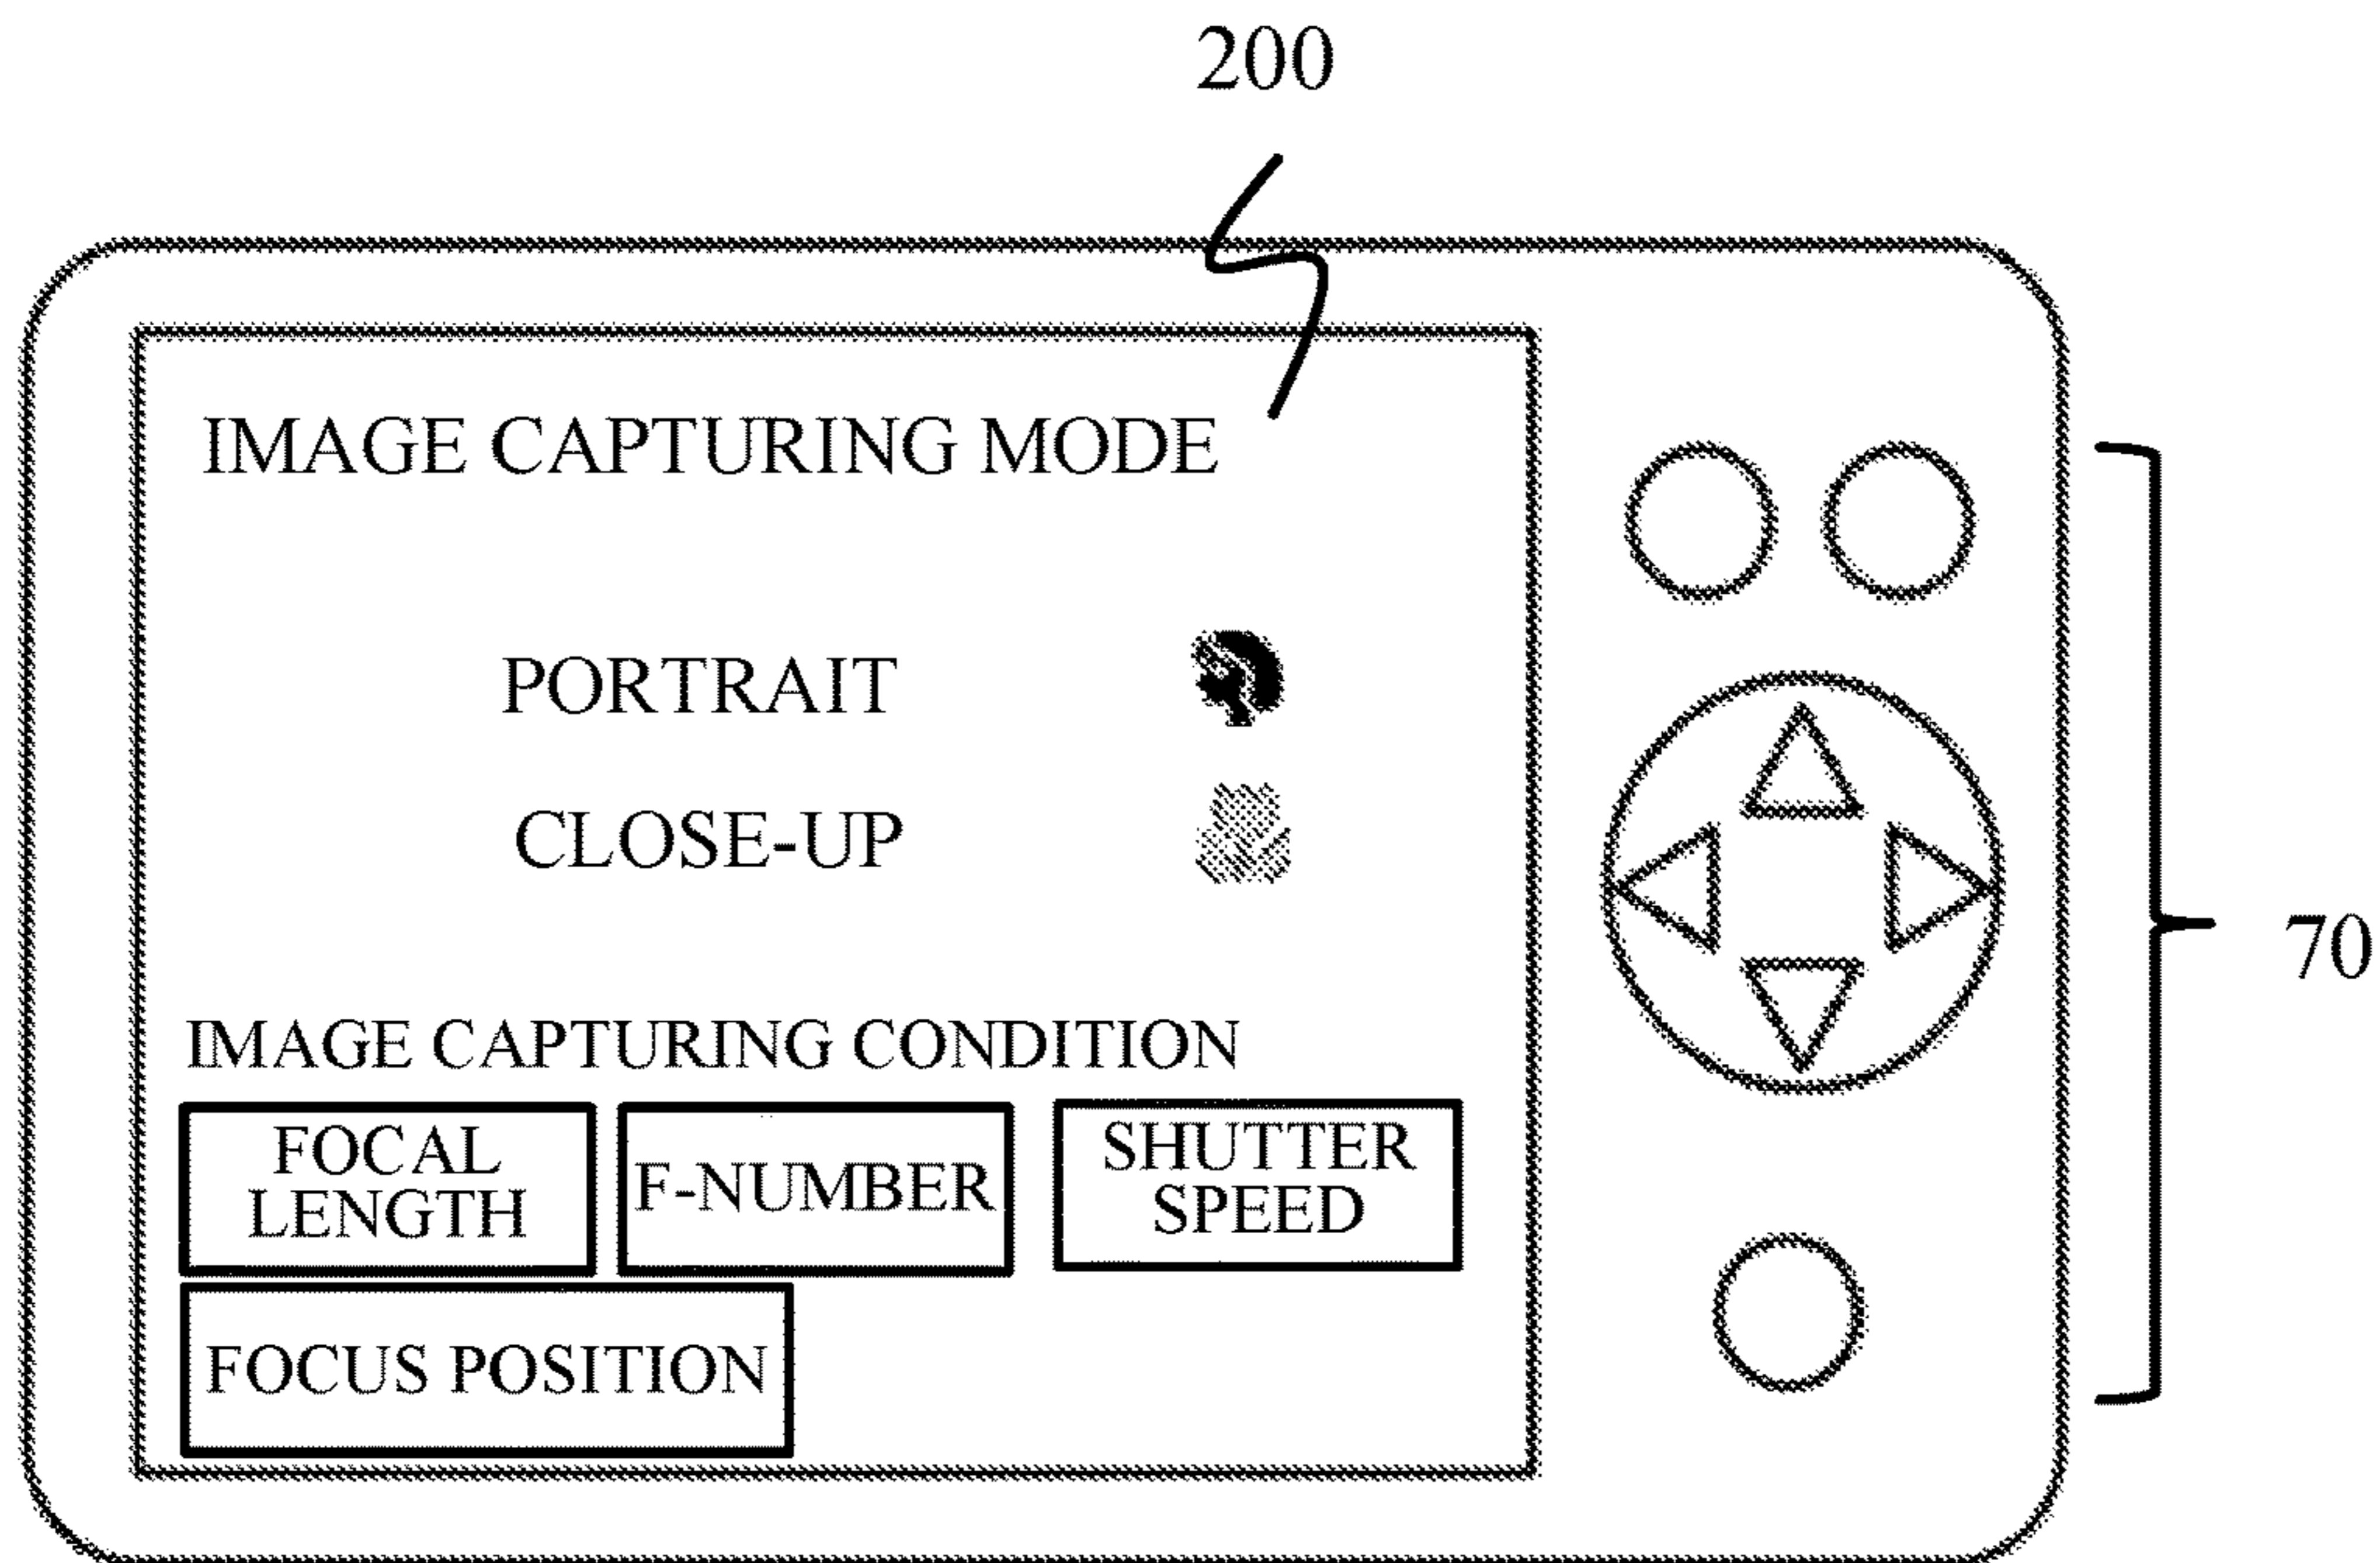 200
IMAGE CAPTURING MODE
PORTRAIT
CLOSE-UP
70
IMAGE CAPTURING CONDITION
FOCAL
LENGTH
F-NUMBER
SHUTTER
SPEED
FOCUS POSITION